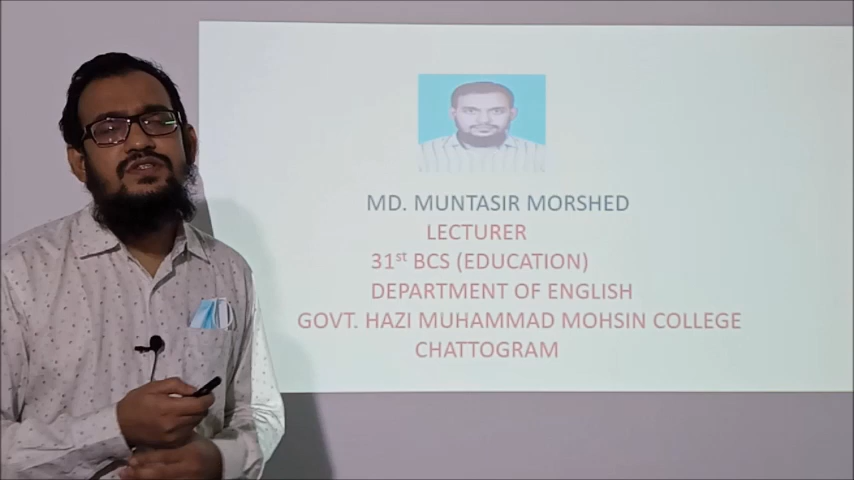 MD. MUNTASIR MORSHED
LECTURER
31st BCS (EDUCATION)
DEPARTMENT OF ENGLISH
GOVT. HAZI MUHAMMAD MOHSIN COLLEGE
CHATTOGRAM